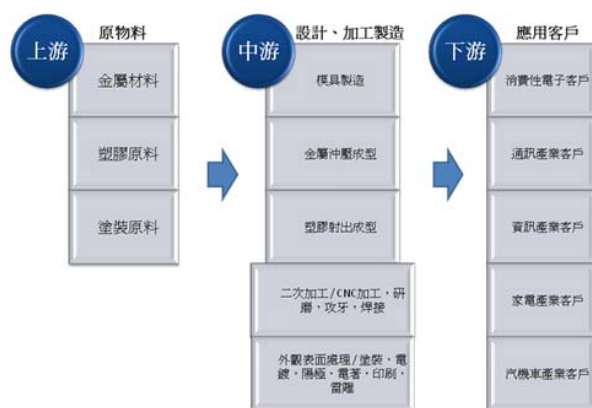 上游
原物料
金屬材料
塑膠原料
塗裝原料
中游
設計、加工製造
模具製造
金屬沖壓成型
塑膠射出成型
二次加工/CNC加工，研
磨，攻牙，焊接
外觀表面處理/塗裝，電
鍍，陽極，電著，印刷，
雷雕
下游
應用客戶
消費性電子客戶
通訊產業客戶
資訊產業客戶
家電產業客戶
汽機車產業客戶